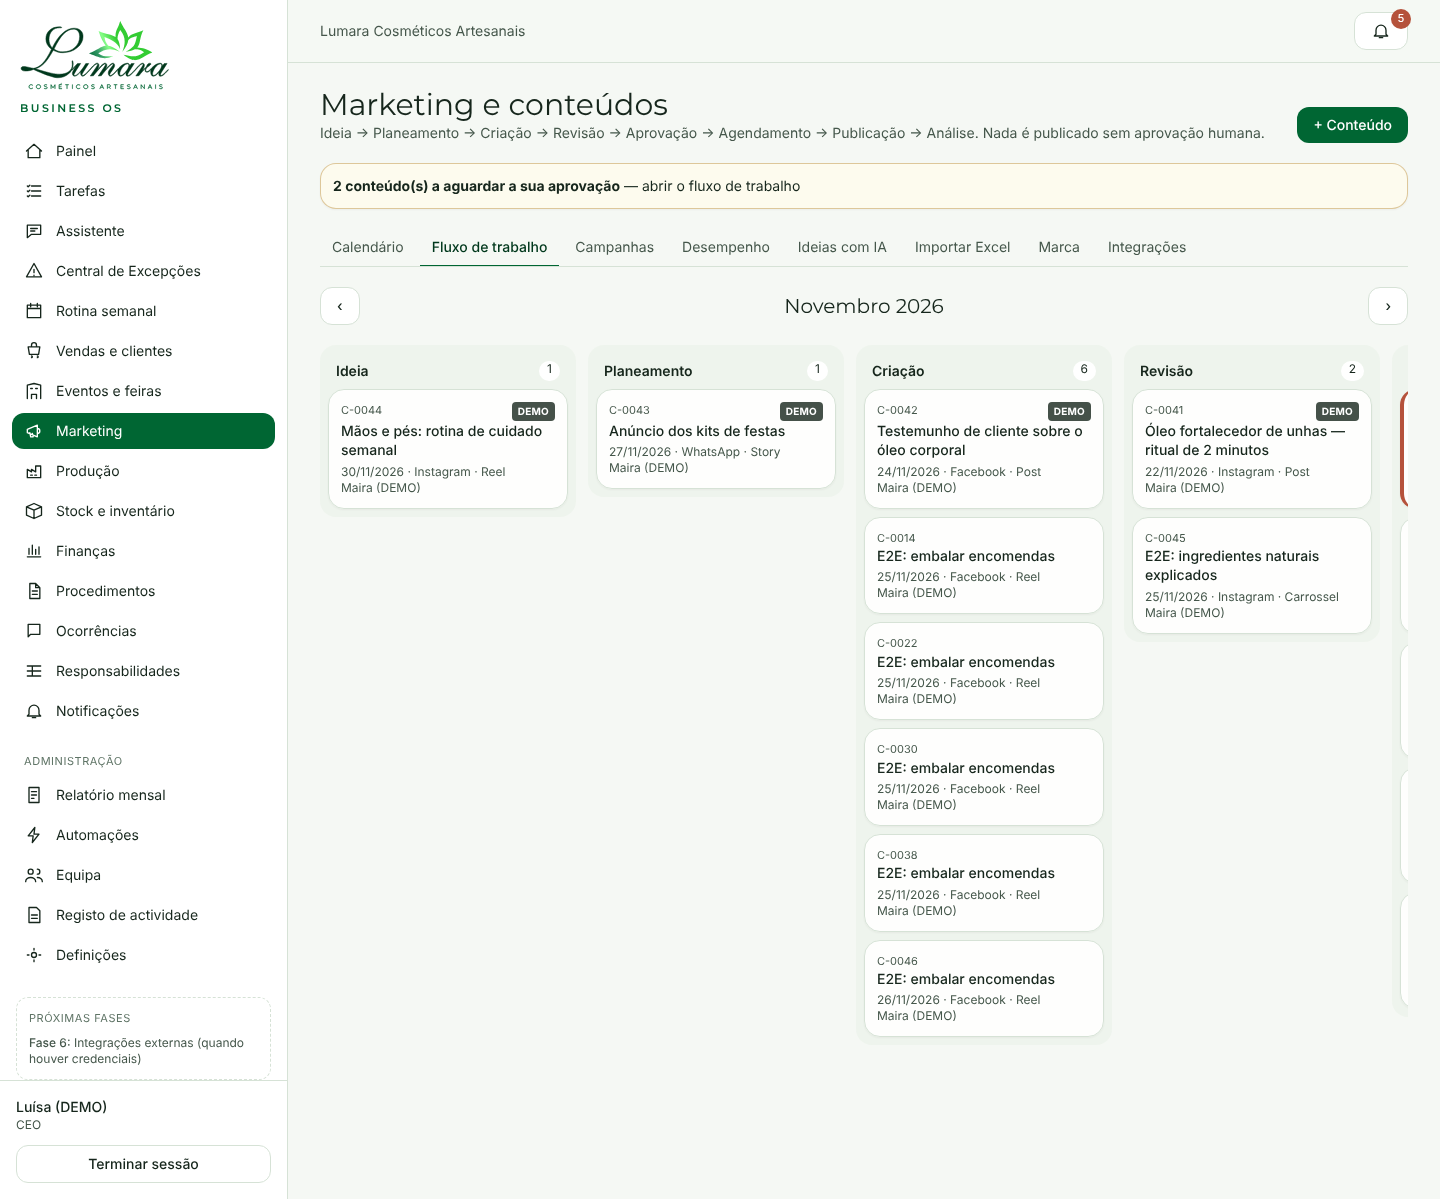 Lumara
COSMÉTICOS ARTESANAIS
BUSINESS OS
Painel
Tarefas
Assistente
Central de Excepções
Rotina semanal
Vendas e clientes
Eventos e feiras
Marketing
Produção
Stock e inventário
Finanças
Procedimentos
Ocorrências
Responsabilidades
Notificações
ADMINISTRAÇÃO
Relatório mensal
Automações
Equipa
Registo de actividade
Definições
PRÓXIMAS FASES
Fase 6: Integrações externas (quando
houver credenciais)
Luísa (DEMO)
CEO
Terminar sessão
Lumara Cosméticos Artesanais
5
Marketing e conteúdos
Ideia → Planeamento → Criação → Revisão → Aprovação → Agendamento → Publicação → Análise. Nada é publicado sem aprovação humana.
+ Conteúdo
2 conteúdo(s) a aguardar a sua aprovação — abrir o fluxo de trabalho
Calendário Fluxo de trabalho Campanhas Desempenho Ideias com IA Importar Excel Marca Integrações
‹ Novembro 2026 ›
Ideia 1
C-0044 DEMO
Mãos e pés: rotina de cuidado
semanal
30/11/2026 · Instagram · Reel
Maira (DEMO)
Planeamento 1
C-0043 DEMO
Anúncio dos kits de festas
27/11/2026 · WhatsApp · Story
Maira (DEMO)
Criação 6
C-0042 DEMO
Testemunho de cliente sobre o
óleo corporal
24/11/2026 · Facebook · Post
Maira (DEMO)
C-0014
E2E: embalar encomendas
25/11/2026 · Facebook · Reel
Maira (DEMO)
C-0022
E2E: embalar encomendas
25/11/2026 · Facebook · Reel
Maira (DEMO)
C-0030
E2E: embalar encomendas
25/11/2026 · Facebook · Reel
Maira (DEMO)
C-0038
E2E: embalar encomendas
25/11/2026 · Facebook · Reel
Maira (DEMO)
C-0046
E2E: embalar encomendas
26/11/2026 · Facebook · Reel
Maira (DEMO)
Revisão 2
C-0041 DEMO
Óleo fortalecedor de unhas —
ritual de 2 minutos
22/11/2026 · Instagram · Post
Maira (DEMO)
C-0045
E2E: ingredientes naturais
explicados
25/11/2026 · Instagram · Carrossel
Maira (DEMO)